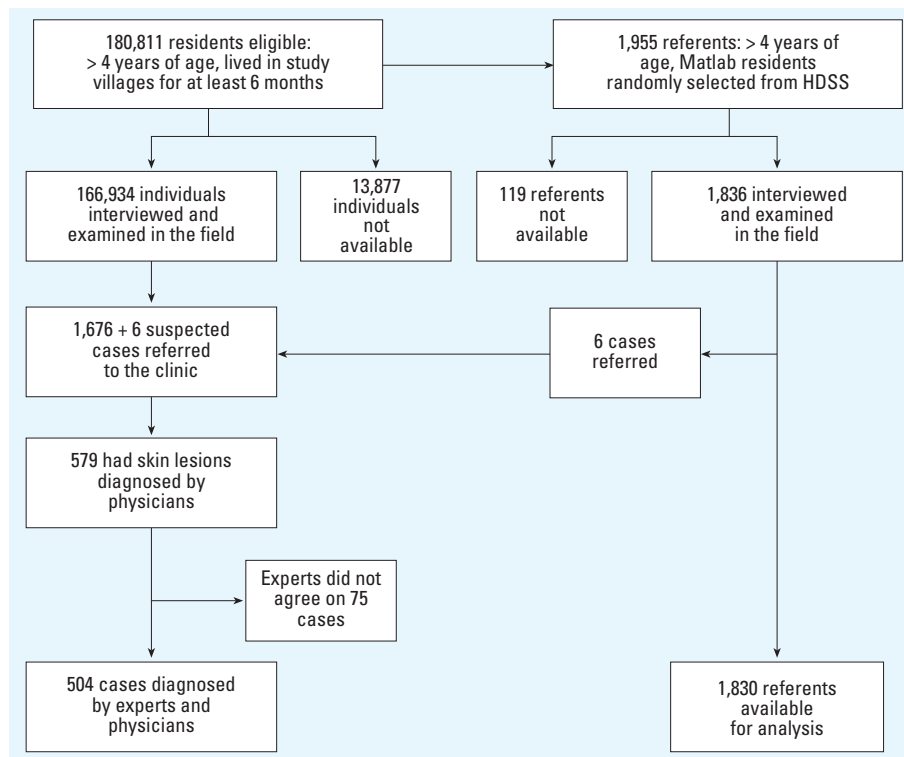 180,811 residents eligible:
> 4 years of age, lived in study
villages for at least 6 months
1,955 referents: > 4 years of
age, Matlab residents
randomly selected from HDSS
166,934 individuals
interviewed and
examined in the field
13,877
individuals
not
available
119 referents
not
available
1,836 interviewed
and examined
in the field
1,676 + 6 suspected
cases referred
to the clinic
6 cases
referred
579 had skin lesions
diagnosed by
physicians
Experts did not
agree on 75
cases
504 cases diagnosed
by experts and
physicians
1,830 referents
available
for analysis